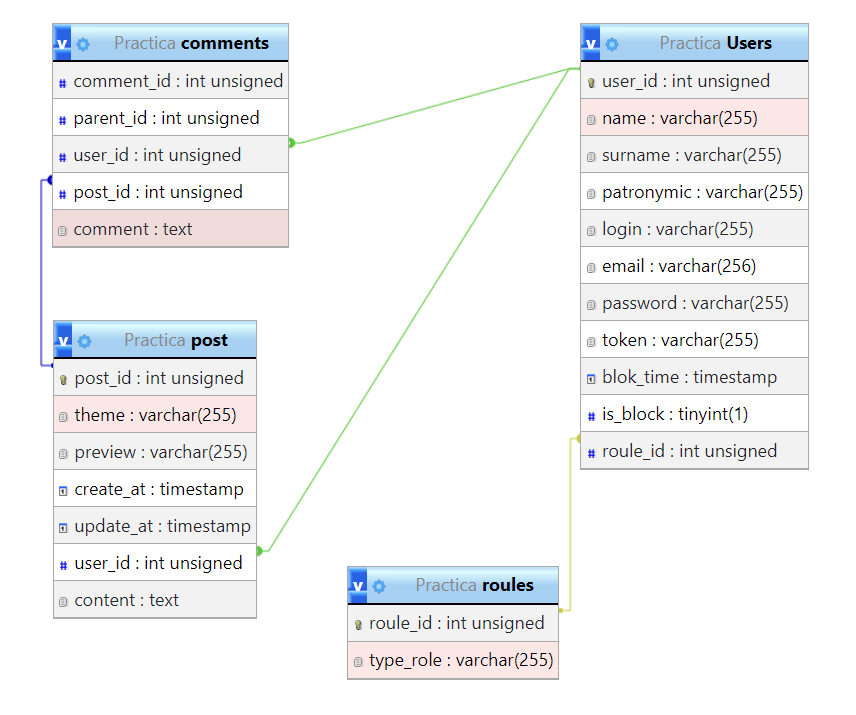 v Practica comments
comment_id : int unsigned
parent_id : int unsigned
user_id : int unsigned
post_id : int unsigned
comment : text
v Practica Users
user_id : int unsigned
name : varchar(255)
surname : varchar(255)
patronymic : varchar(255)
login : varchar(255)
email : varchar(256)
password : varchar(255)
token : varchar(255)
blok_time : timestamp
is_block : tinyint(1)
roule_id : int unsigned
v Practica post
post_id : int unsigned
theme : varchar(255)
preview : varchar(255)
create_at : timestamp
update_at : timestamp
user_id : int unsigned
content : text
v Practica roules
roule_id : int unsigned
type_role : varchar(255)